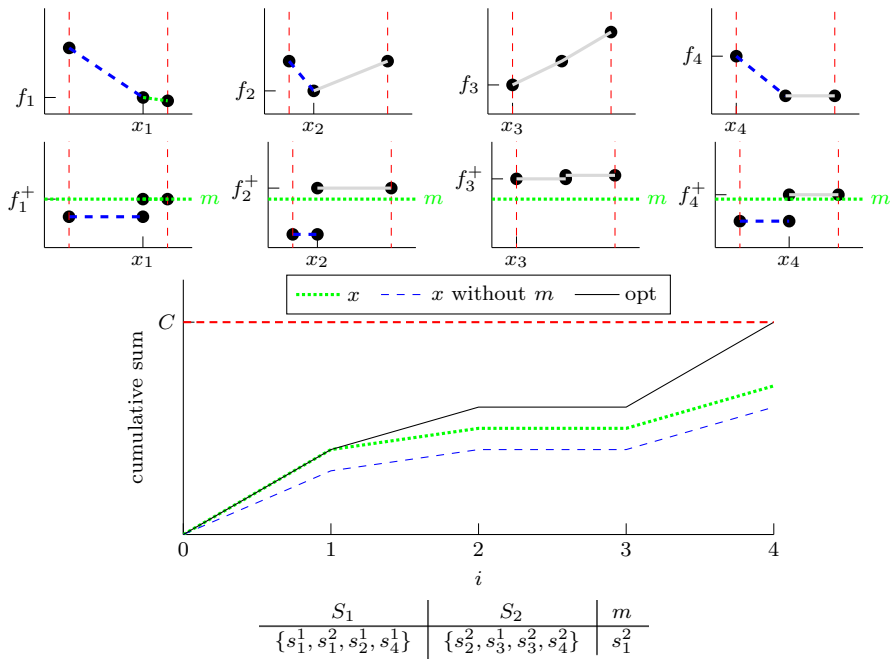 f₁ f₂ f₃ f₄
x₁ x₂ x₃ x₄
f₁⁺ m f₂⁺ m f₃⁺ m f₄⁺ m
x₁ x₂ x₃ x₄
x x without m opt
C
cumulative sum
0 1 2 3 4
i
S₁ S₂ m
{s₁¹, s₁², s₂¹, s₄¹} {s₂², s₃¹, s₃², s₄²} s₁²